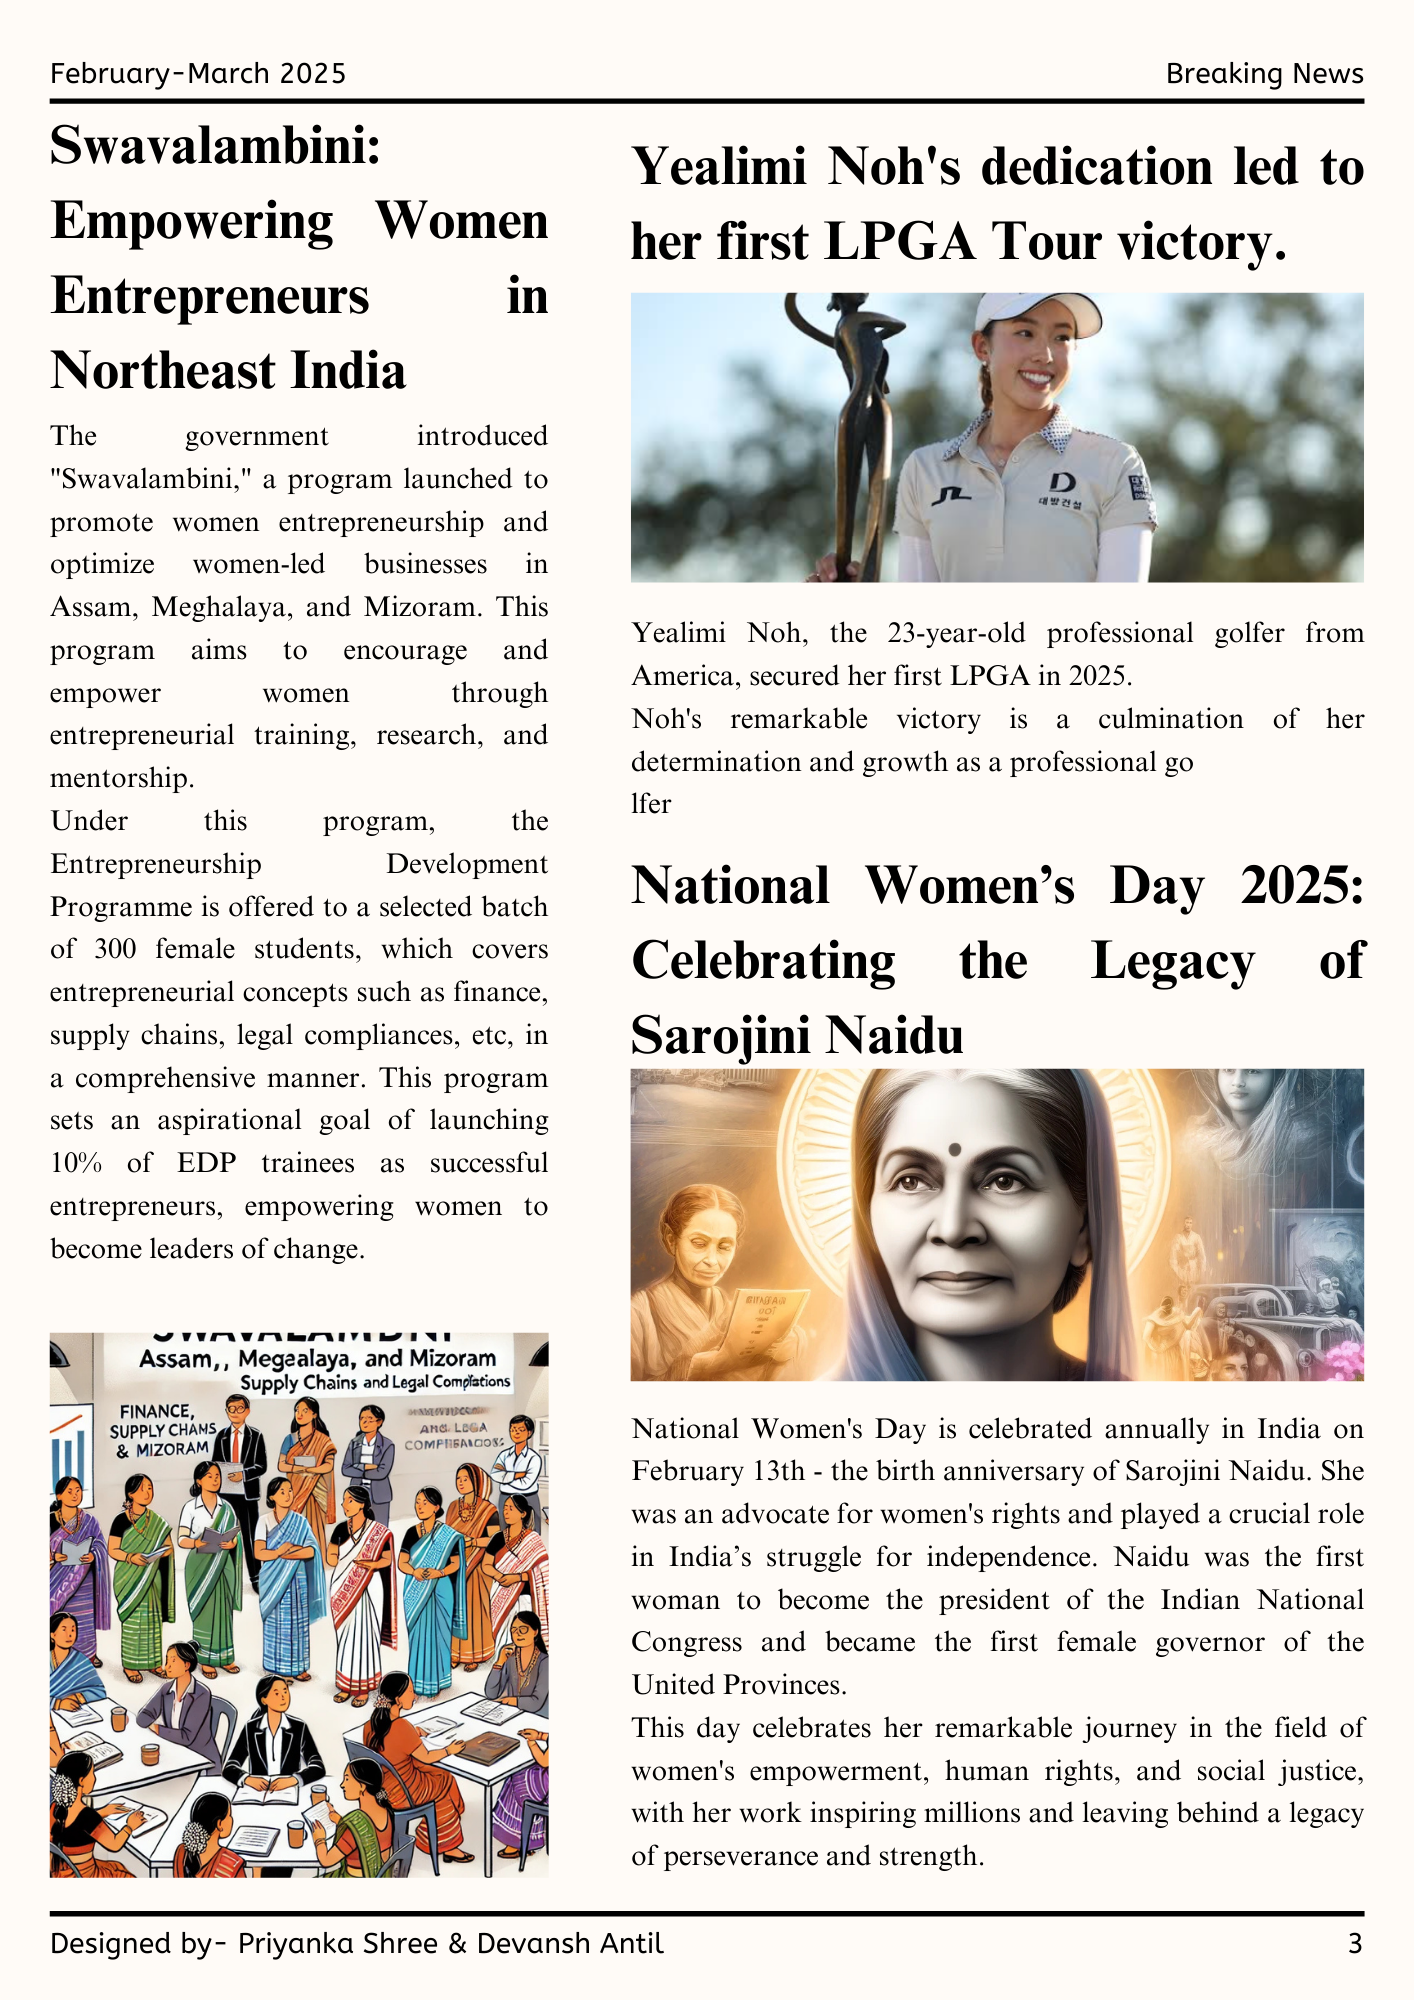 February-March 2025
Breaking News
Swavalambini:
Empowering Women
Entrepreneurs in
Northeast India
The government introduced
"Swavalambini," a program launched to
promote women entrepreneurship and
optimize women-led businesses in
Assam, Meghalaya, and Mizoram. This
program aims to encourage and
empower women through
entrepreneurial training, research, and
mentorship.
Under this program, the
Entrepreneurship Development
Programme is offered to a selected batch
of 300 female students, which covers
entrepreneurial concepts such as finance,
supply chains, legal compliances, etc, in
a comprehensive manner. This program
sets an aspirational goal of launching
10% of EDP trainees as successful
entrepreneurs, empowering women to
become leaders of change.
Assam,, Megealaya, and Mizoram
Supply Chains and Legal
FINANCE,
SUPPLY CHAMS
& MIZORAM
Yealimi Noh's dedication led to
her first LPGA Tour victory.
D
대방건설
Yealimi Noh, the 23-year-old professional golfer from
America, secured her first LPGA in 2025.
Noh's remarkable victory is a culmination of her
determination and growth as a professional go
lfer
National Women’s Day 2025:
Celebrating the Legacy of
Sarojini Naidu
National Women's Day is celebrated annually in India on
February 13th - the birth anniversary of Sarojini Naidu. She
was an advocate for women's rights and played a crucial role
in India’s struggle for independence. Naidu was the first
woman to become the president of the Indian National
Congress and became the first female governor of the
United Provinces.
This day celebrates her remarkable journey in the field of
women's empowerment, human rights, and social justice,
with her work inspiring millions and leaving behind a legacy
of perseverance and strength.
Designed by- Priyanka Shree & Devansh Antil
3